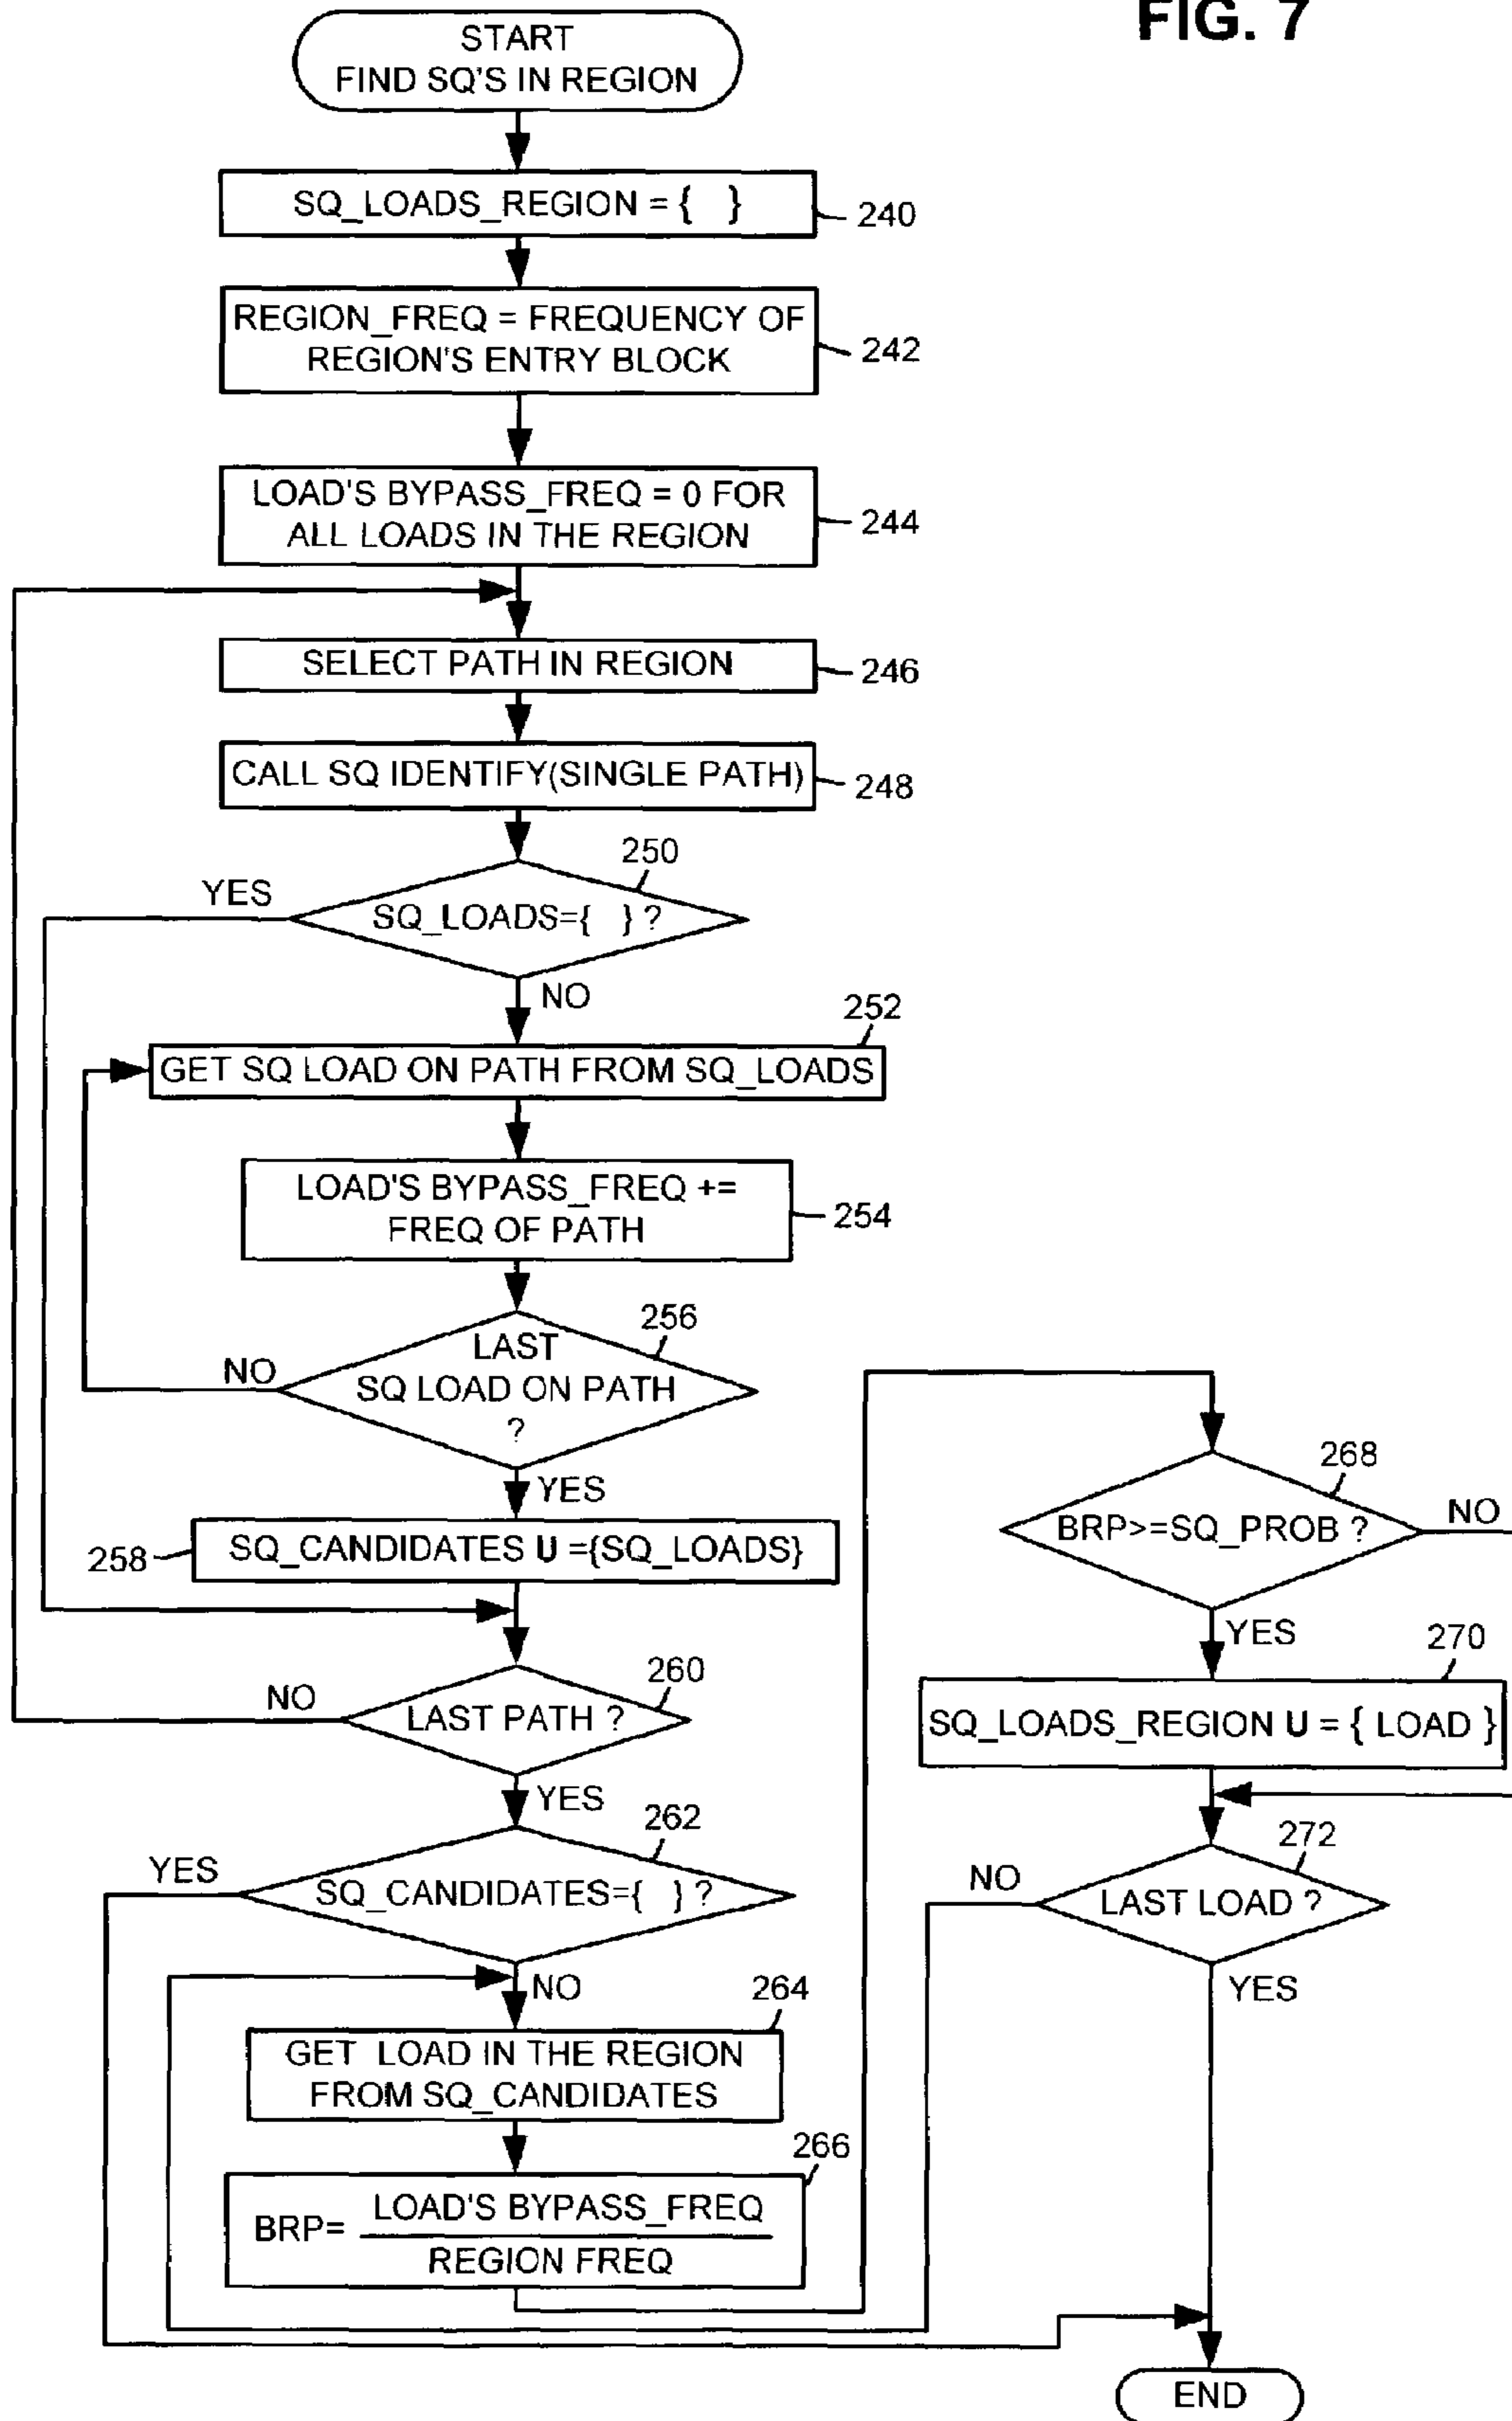 FIG. 7
START
FIND SQ'S IN REGION
SQ_LOADS_REGION = { }
240
REGION_FREQ = FREQUENCY OF
REGION'S ENTRY BLOCK
242
LOAD'S BYPASS_FREQ = 0 FOR
ALL LOADS IN THE REGION
244
SELECT PATH IN REGION
246
CALL SQ IDENTIFY(SINGLE PATH)
248
250
YES
SQ_LOADS={ } ?
NO
252
GET SQ LOAD ON PATH FROM SQ_LOADS
LOAD'S BYPASS_FREQ +=
FREQ OF PATH
254
256
LAST
SQ LOAD ON PATH
?
NO
YES
258
SQ_CANDIDATES U ={SQ_LOADS}
260
NO
LAST PATH ?
YES
262
YES
SQ_CANDIDATES={ } ?
NO
264
GET LOAD IN THE REGION
FROM SQ_CANDIDATES
266
BRP= LOAD'S BYPASS_FREQ
REGION FREQ
268
BRP>=SQ_PROB ?
NO
YES
270
SQ_LOADS_REGION U = { LOAD }
272
NO
LAST LOAD ?
YES
END